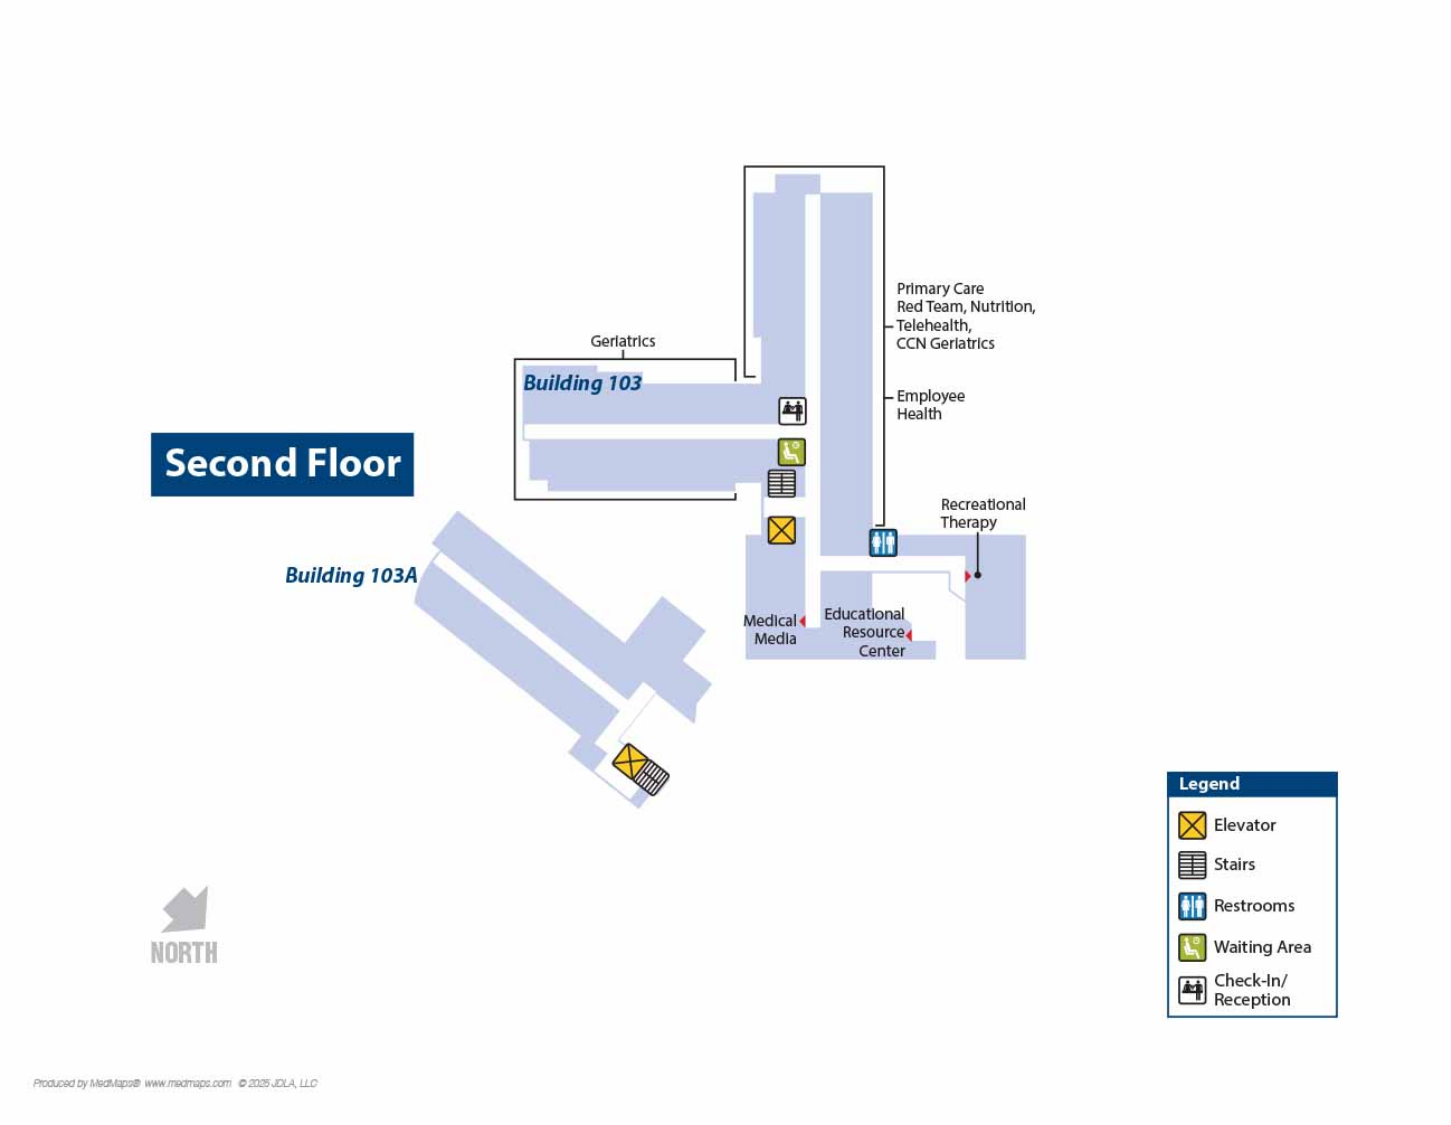 Primary Care
Red Team, Nutrition,
Telehealth,
CCN Geriatrics
Geriatrics
Building 103
Employee
Health
Second Floor
Recreational
Therapy
Building 103A
Medical
Media
Educational
Resource
Center
Legend
Elevator
Stairs
Restrooms
Waiting Area
Check-In/
Reception
NORTH
Produced by MedMaps® www.medmaps.com © 2025 JDLA, LLC